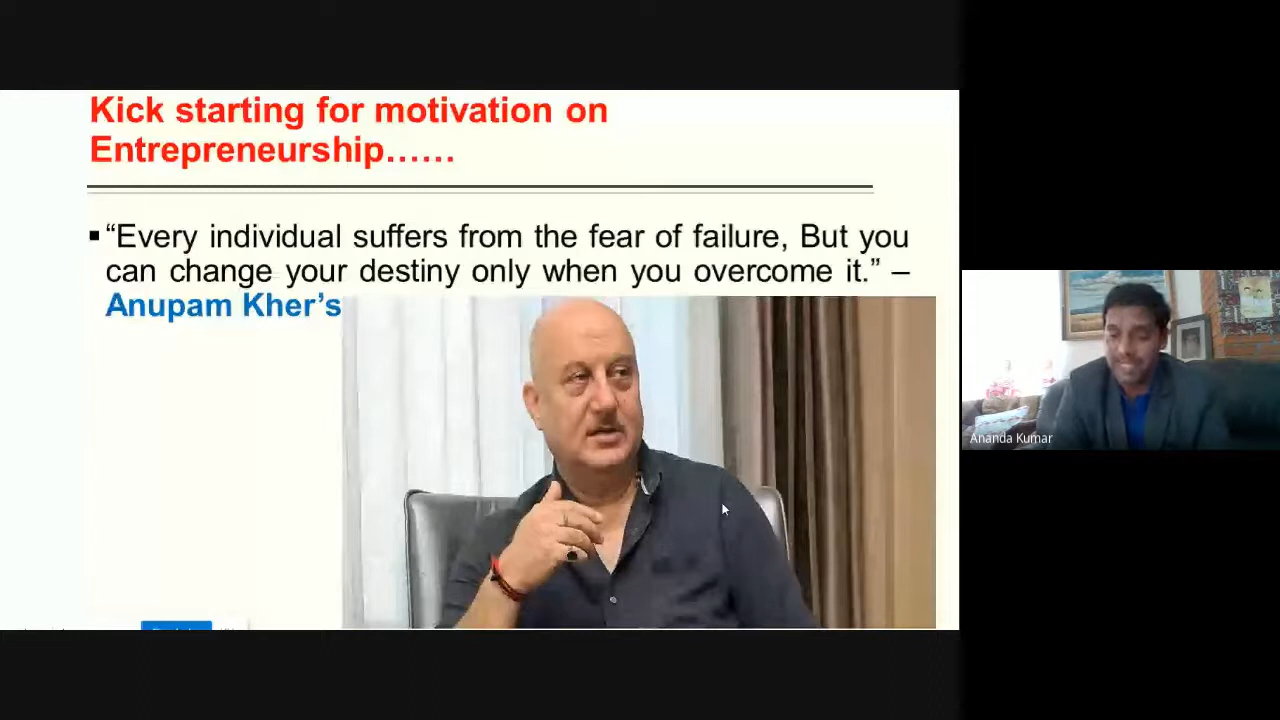 Kick starting for motivation on
Entrepreneurship......
▪“Every individual suffers from the fear of failure, But you
can change your destiny only when you overcome it.” –
Anupam Kher’s
Ananda Kumar